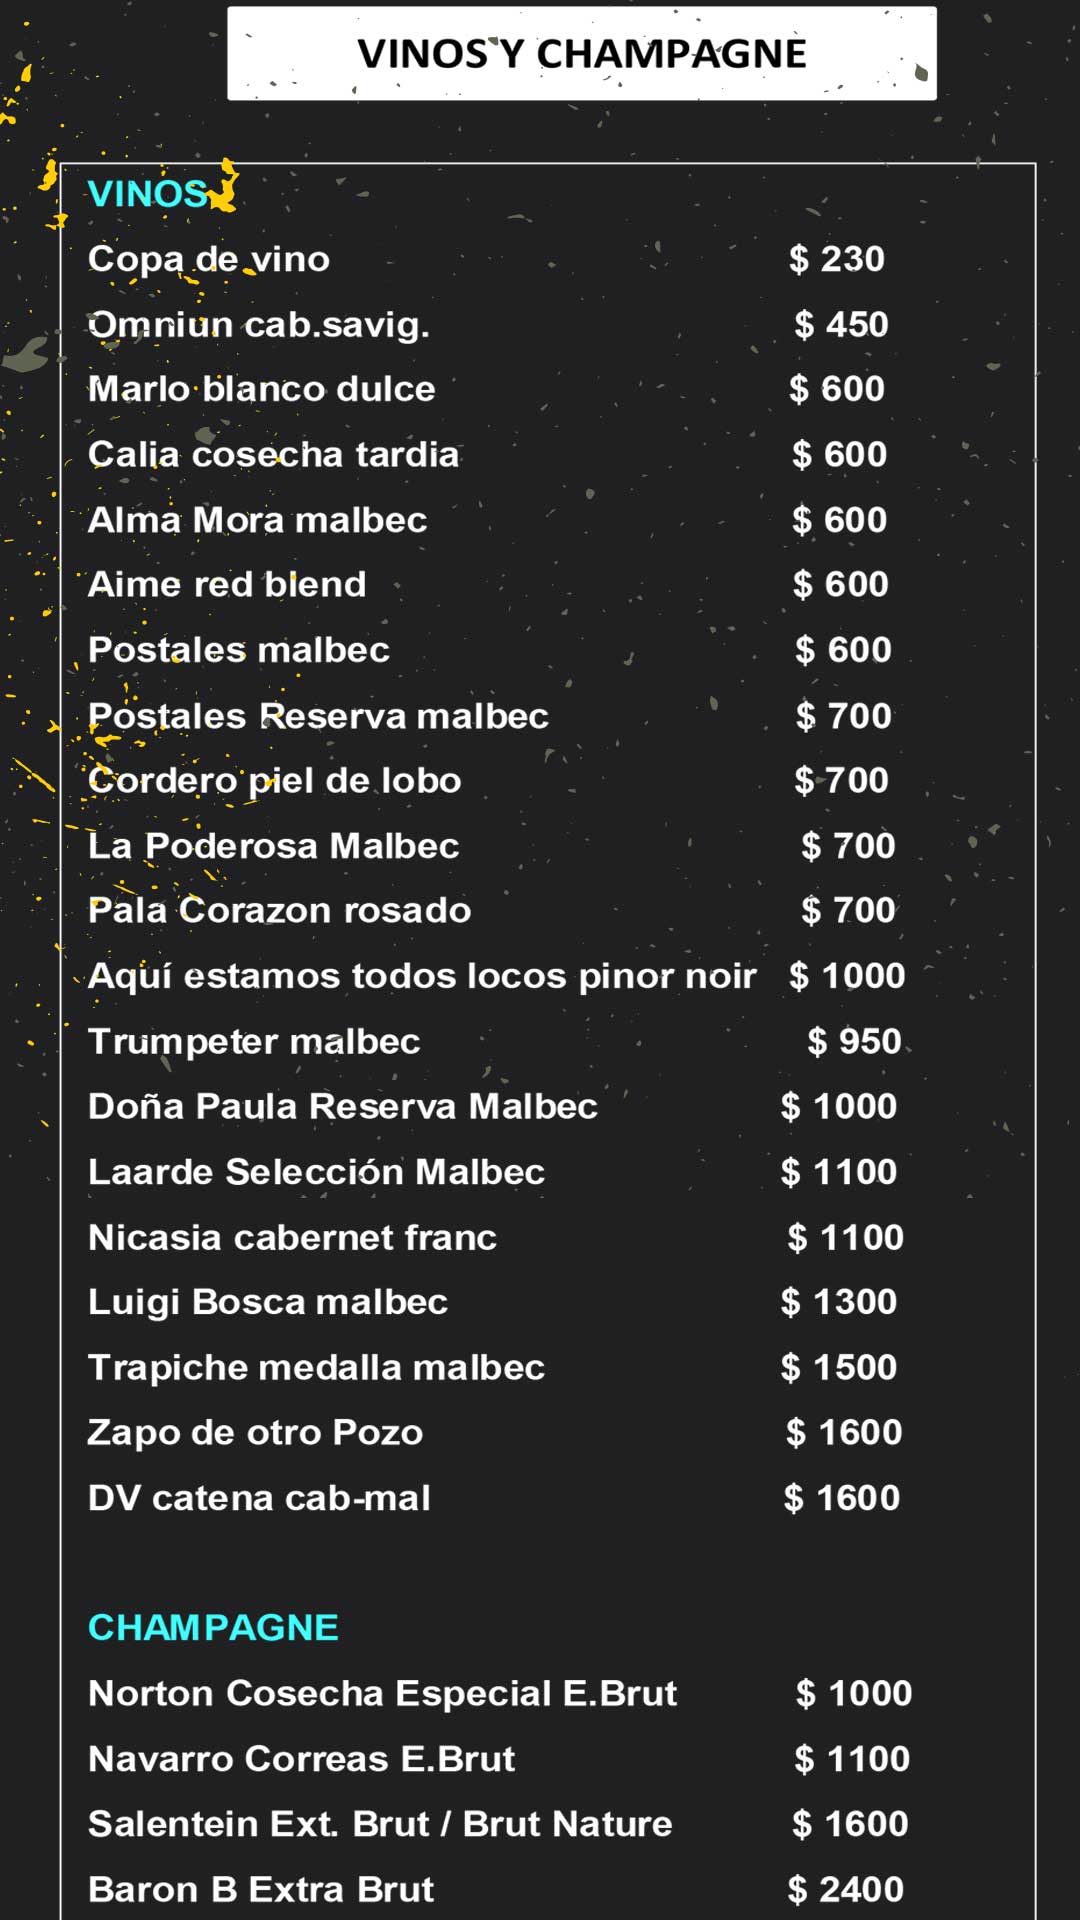 VINOS Y CHAMPAGNE
VINOS
Copa de vino $ 230
Omniun cab.savig. $ 450
Marlo blanco dulce $ 600
Calia cosecha tardia $ 600
Alma Mora malbec $ 600
Aime red blend $ 600
Postales malbec $ 600
Postales Reserva malbec $ 700
Cordero piel de lobo $ 700
La Poderosa Malbec $ 700
Pala Corazon rosado $ 700
Aquí estamos todos locos pinor noir $ 1000
Trumpeter malbec $ 950
Doña Paula Reserva Malbec $ 1000
Laarde Selección Malbec $ 1100
Nicasia cabernet franc $ 1100
Luigi Bosca malbec $ 1300
Trapiche medalla malbec $ 1500
Zapo de otro Pozo $ 1600
DV catena cab-mal $ 1600
CHAMPAGNE
Norton Cosecha Especial E.Brut $ 1000
Navarro Correas E.Brut $ 1100
Salentein Ext. Brut / Brut Nature $ 1600
Baron B Extra Brut $ 2400